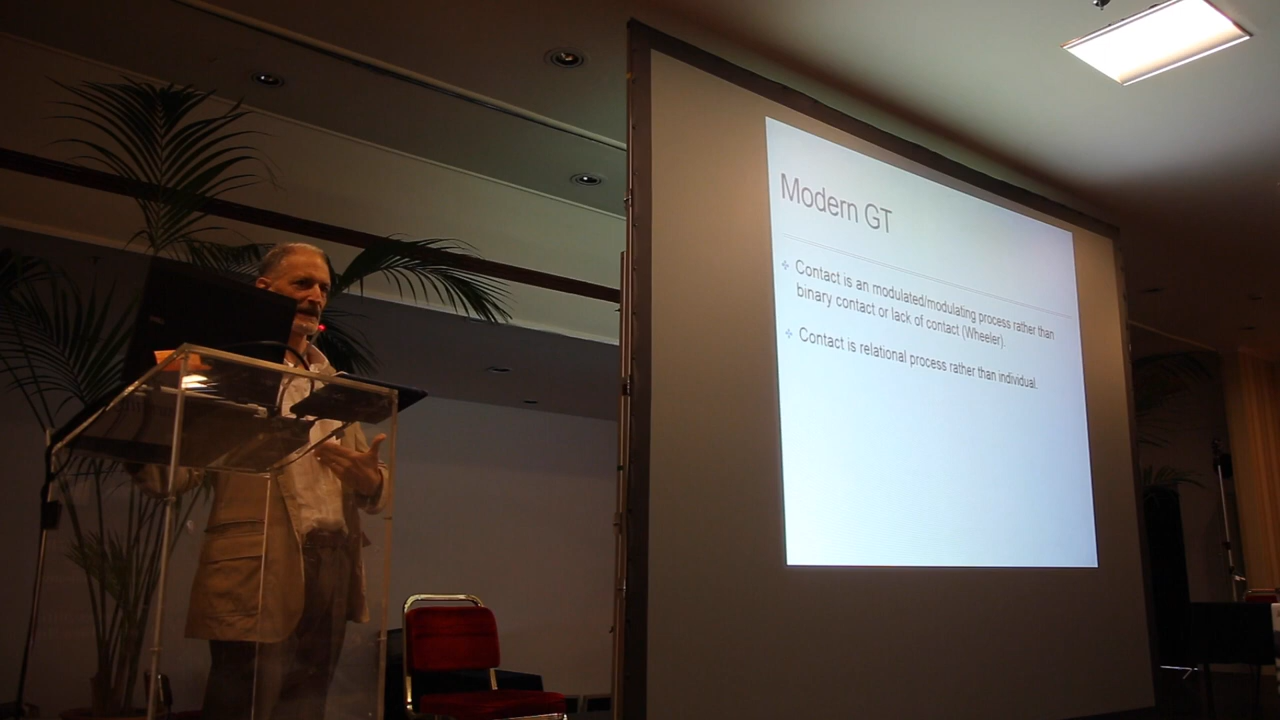 Modern GT
Contact is an modulated/modulating process rather than
binary contact or lack of contact (Wheeler).
Contact is relational process rather than individual.